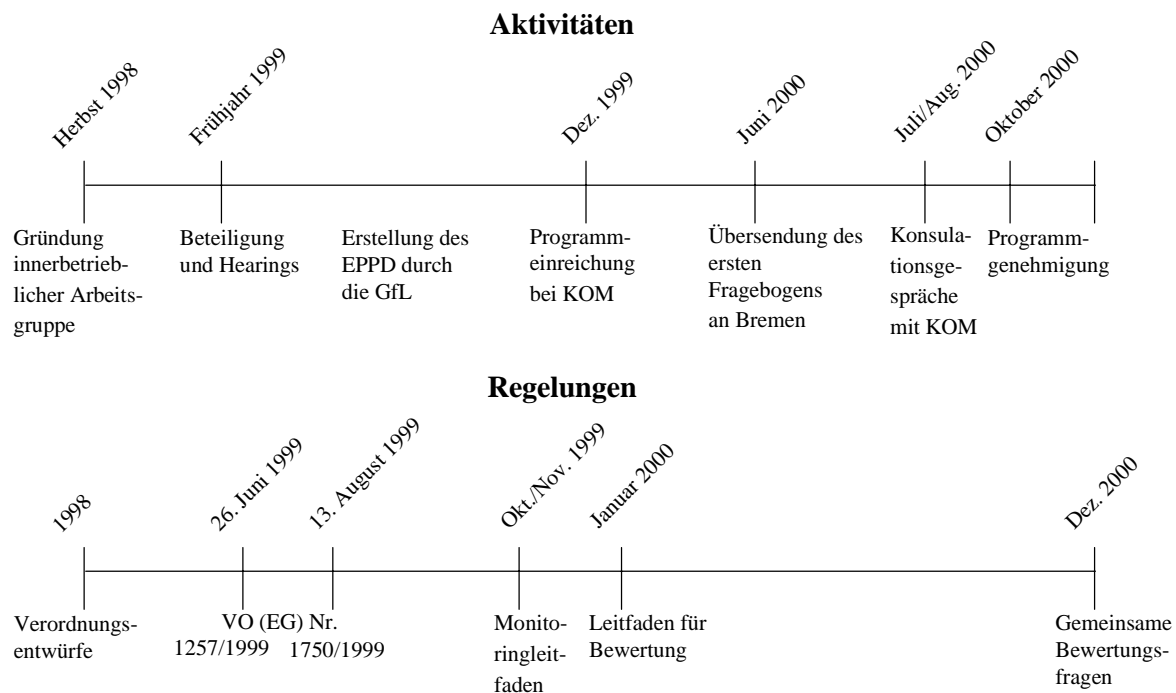 Aktivitäten
Herbst 1998
Frühjahr 1999
Dez. 1999
Juni 2000
Juli/Aug. 2000
Oktober 2000
Gründung
innerbetrieb-
licher Arbeits-
gruppe
Beteiligung
und Hearings
Erstellung des
EPPD durch
die GfL
Programm-
einreichung
bei KOM
Übersendung des
ersten
Fragebogens
an Bremen
Konsula-
tionsge-
spräche
mit KOM
Programm-
genehmigung
Regelungen
1998
26. Juni 1999
13. August 1999
Okt./Nov. 1999
Januar 2000
Dez. 2000
Verordnungs-
entwürfe
VO (EG) Nr.
1257/1999 1750/1999
Monito-
ringleit-
faden
Leitfaden für
Bewertung
Gemeinsame
Bewertungs-
fragen